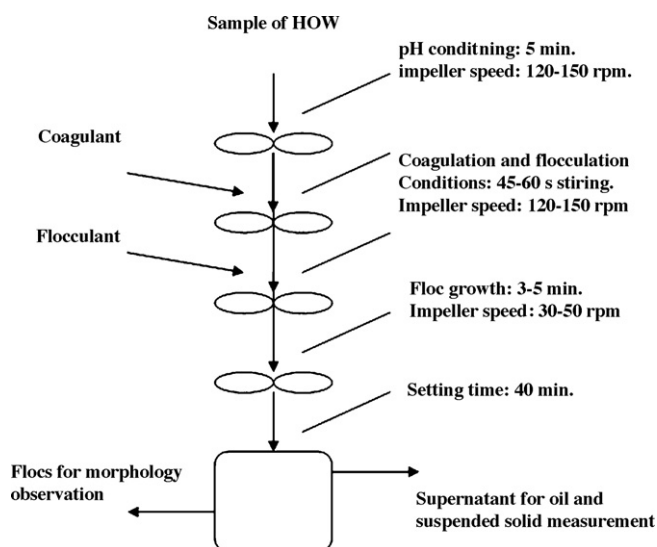 Sample of HOW
pH conditning: 5 min.
impeller speed: 120-150 rpm.
Coagulant
Coagulation and flocculation
Conditions: 45-60 s stiring.
Impeller speed: 120-150 rpm
Flocculant
Floc growth: 3-5 min.
Impeller speed: 30-50 rpm
Setting time: 40 min.
Flocs for morphology
observation
Supernatant for oil and
suspended solid measurement